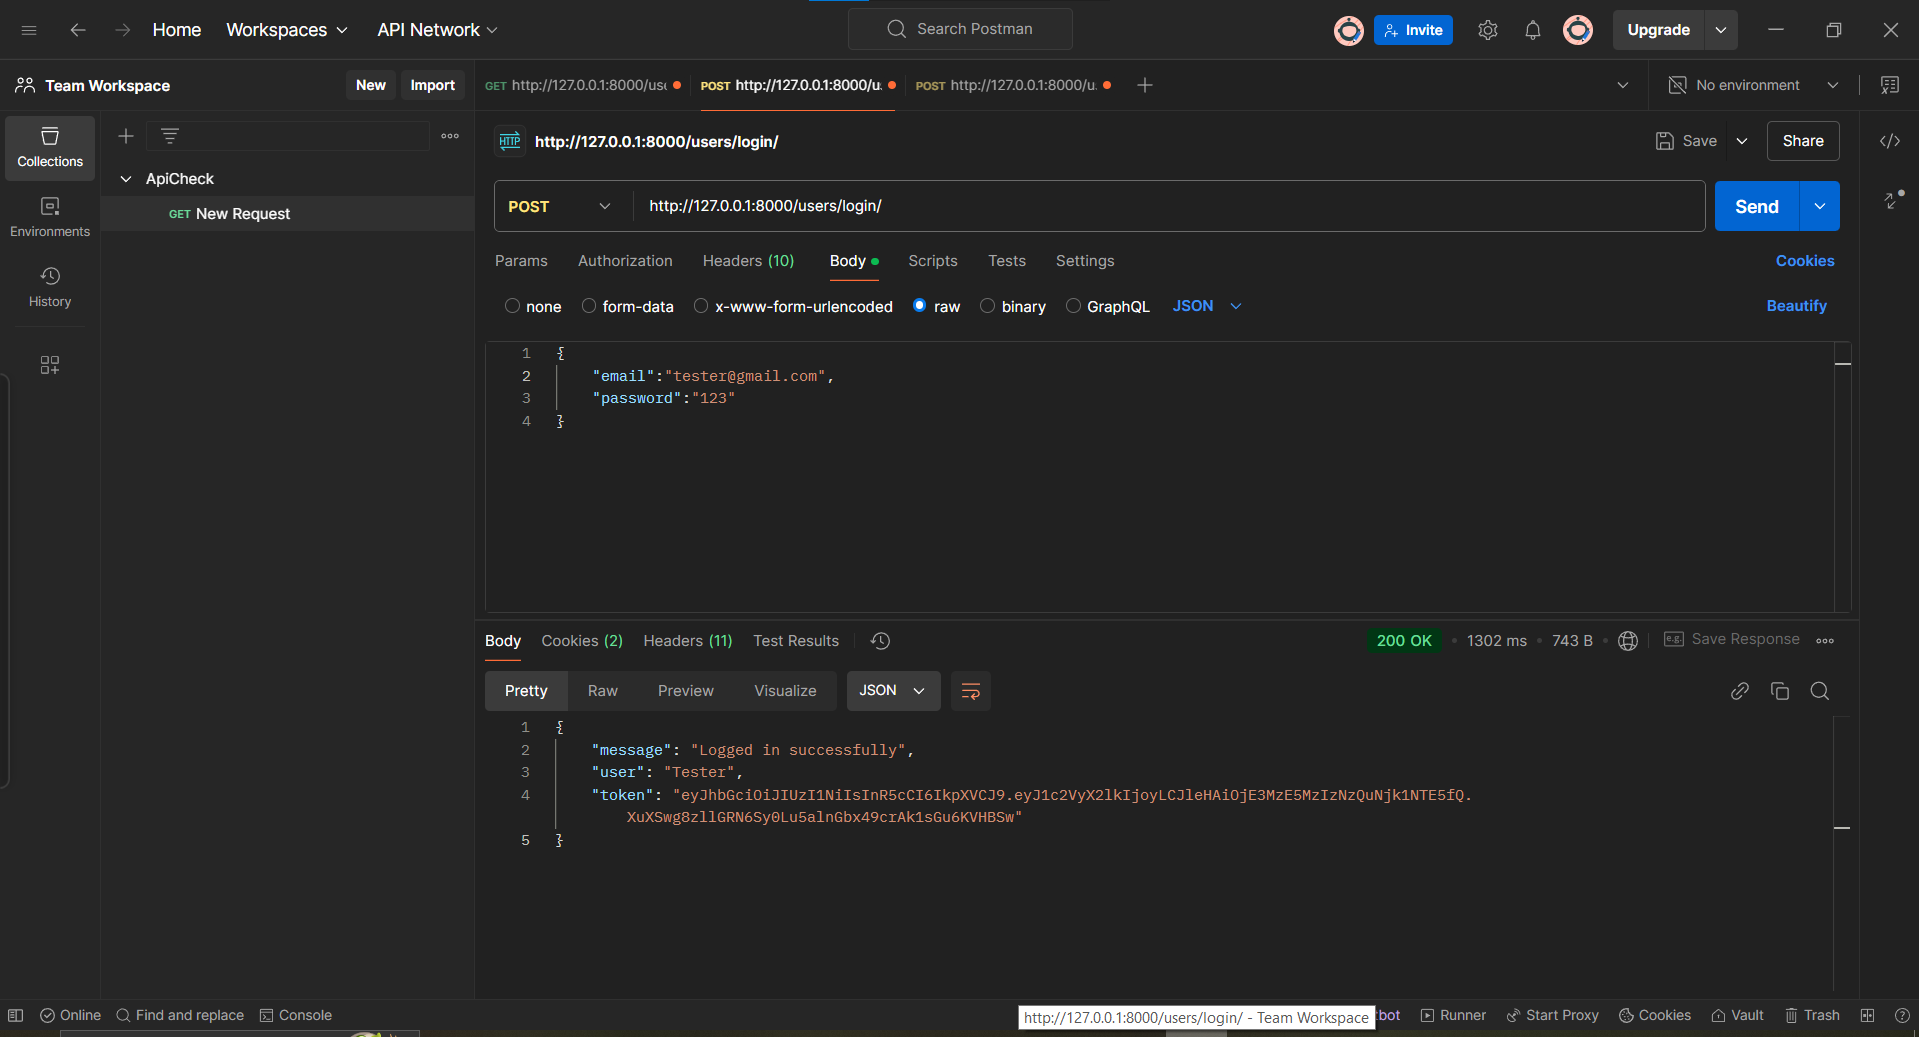 Home Workspaces API Network Search Postman Invite Upgrade
Team Workspace New Import GET http://127.0.0.1:8000/use POST http://127.0.0.1:8000/u. POST http://127.0.0.1:8000/u. No environment
Collections
Environments
History
ApiCheck
GET New Request
HTTP http://127.0.0.1:8000/users/login/ Save Share
POST http://127.0.0.1:8000/users/login/ Send
Params Authorization Headers (10) Body Scripts Tests Settings Cookies
none form-data x-www-form-urlencoded raw binary GraphQL JSON Beautify
1 {
2 "email":"tester@gmail.com",
3 "password":"123"
4 }
Body Cookies (2) Headers (11) Test Results 200 OK 1302 ms 743 B e.g. Save Response
Pretty Raw Preview Visualize JSON
1 {
2 "message": "Logged in successfully",
3 "user": "Tester",
4 "token": "eyJhbGciOiJIUzI1NiIsInR5cCI6IkpXVCJ9.eyJ1c2VyX2lkIjoyLCJleHAiOjE3MzE5MzIzNzQuNjk1NTE5fQ.
XuXSwg8zllGRN6Sy0Lu5alnGbx49crAk1sGu6KVHBSw"
5 }
Online Find and replace Console http://127.0.0.1:8000/users/login/ - Team Workspace tbot Runner Start Proxy Cookies Vault Trash